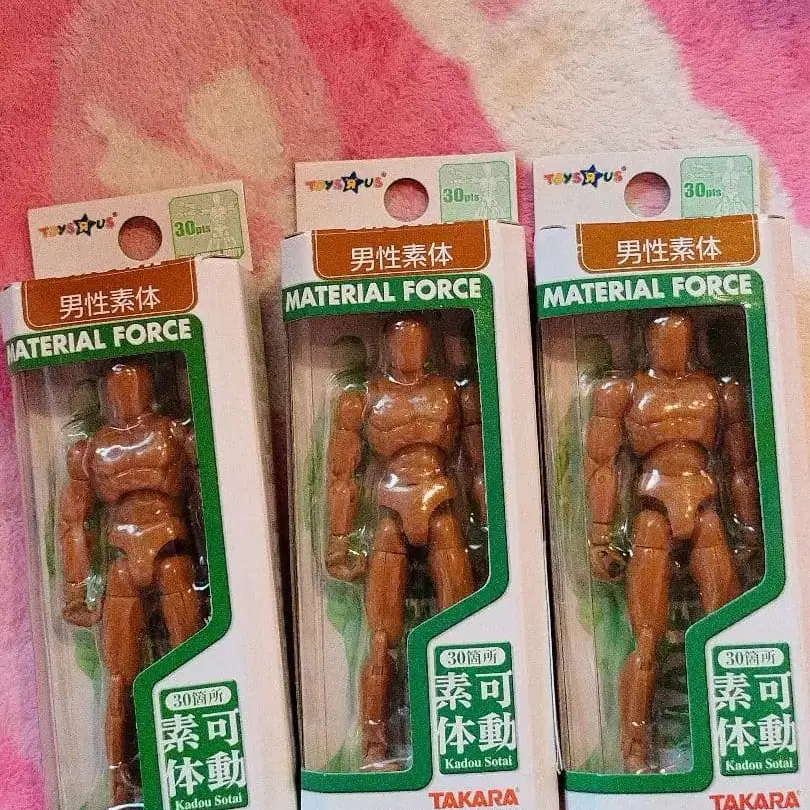 TOYS R US
30pts
男性素体
MATERIAL FORCE
30箇所
可動
素体
Kadou Sotai
TOYS R US
30pts
男性素体
MATERIAL FORCE
30箇所
可動
素体
Kadou Sotai
TAKARA
TOYS R US
30pts
男性素体
MATERIAL FORCE
30箇所
可動
素体
Kadou Sotai
TAKARA